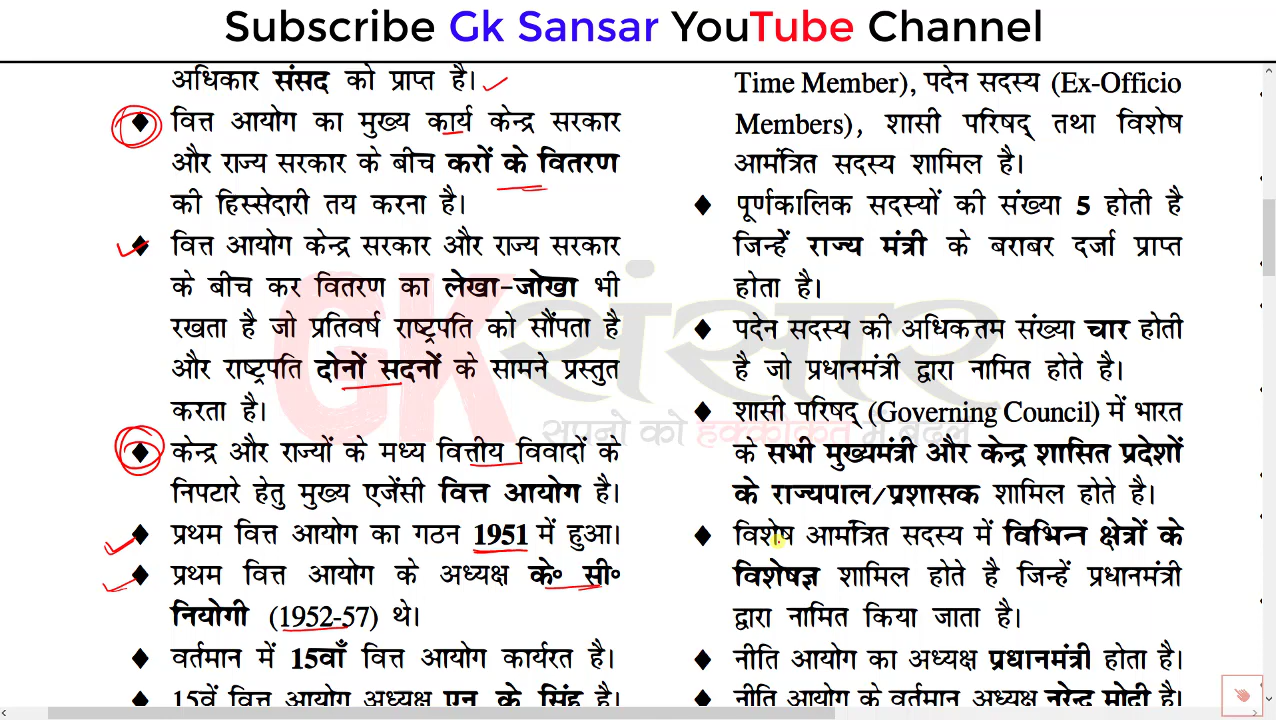 Subscribe Gk Sansar YouTube Channel
अधिकार संसद को प्राप्त है।
वित्त आयोग का मुख्य कार्य केन्द्र सरकार
और राज्य सरकार के बीच करों के वितरण
की हिस्सेदारी तय करना है।
वित्त आयोग केन्द्र सरकार और राज्य सरकार
के बीच कर वितरण का लेखा-जोखा भी
रखता है जो प्रतिवर्ष राष्ट्रपति को सौंपता है
और राष्ट्रपति दोनों सदनों के सामने प्रस्तुत
करता है।
केन्द्र और राज्यों के मध्य वित्तीय विवादों के
निपटारे हेतु मुख्य एजेंसी वित्त आयोग है।
प्रथम वित्त आयोग का गठन 1951 में हुआ।
प्रथम वित्त आयोग के अध्यक्ष के॰ सी॰
नियोगी (1952-57) थे।
वर्तमान में 15वाँ वित्त आयोग कार्यरत है।
15वें वित्त आयोग अध्यक्ष एन के सिंह है।
Time Member), पदेन सदस्य (Ex-Officio
Members), शासी परिषद् तथा विशेष
आमंत्रित सदस्य शामिल है।
पूर्णकालिक सदस्यों की संख्या 5 होती है
जिन्हें राज्य मंत्री के बराबर दर्जा प्राप्त
होता है।
पदेन सदस्य की अधिकतम संख्या चार होती
है जो प्रधानमंत्री द्वारा नामित होते है।
शासी परिषद् (Governing Council) में भारत
के सभी मुख्यमंत्री और केन्द्र शासित प्रदेशों
के राज्यपाल/प्रशासक शामिल होते है।
विशेष आमंत्रित सदस्य में विभिन्न क्षेत्रों के
विशेषज्ञ शामिल होते है जिन्हें प्रधानमंत्री
द्वारा नामित किया जाता है।
नीति आयोग का अध्यक्ष प्रधानमंत्री होता है।
नीति आयोग के वर्तमान अध्यक्ष नरेन्द्र मोदी है।
GK संसार
अपनो को हक्कीकत में बदले